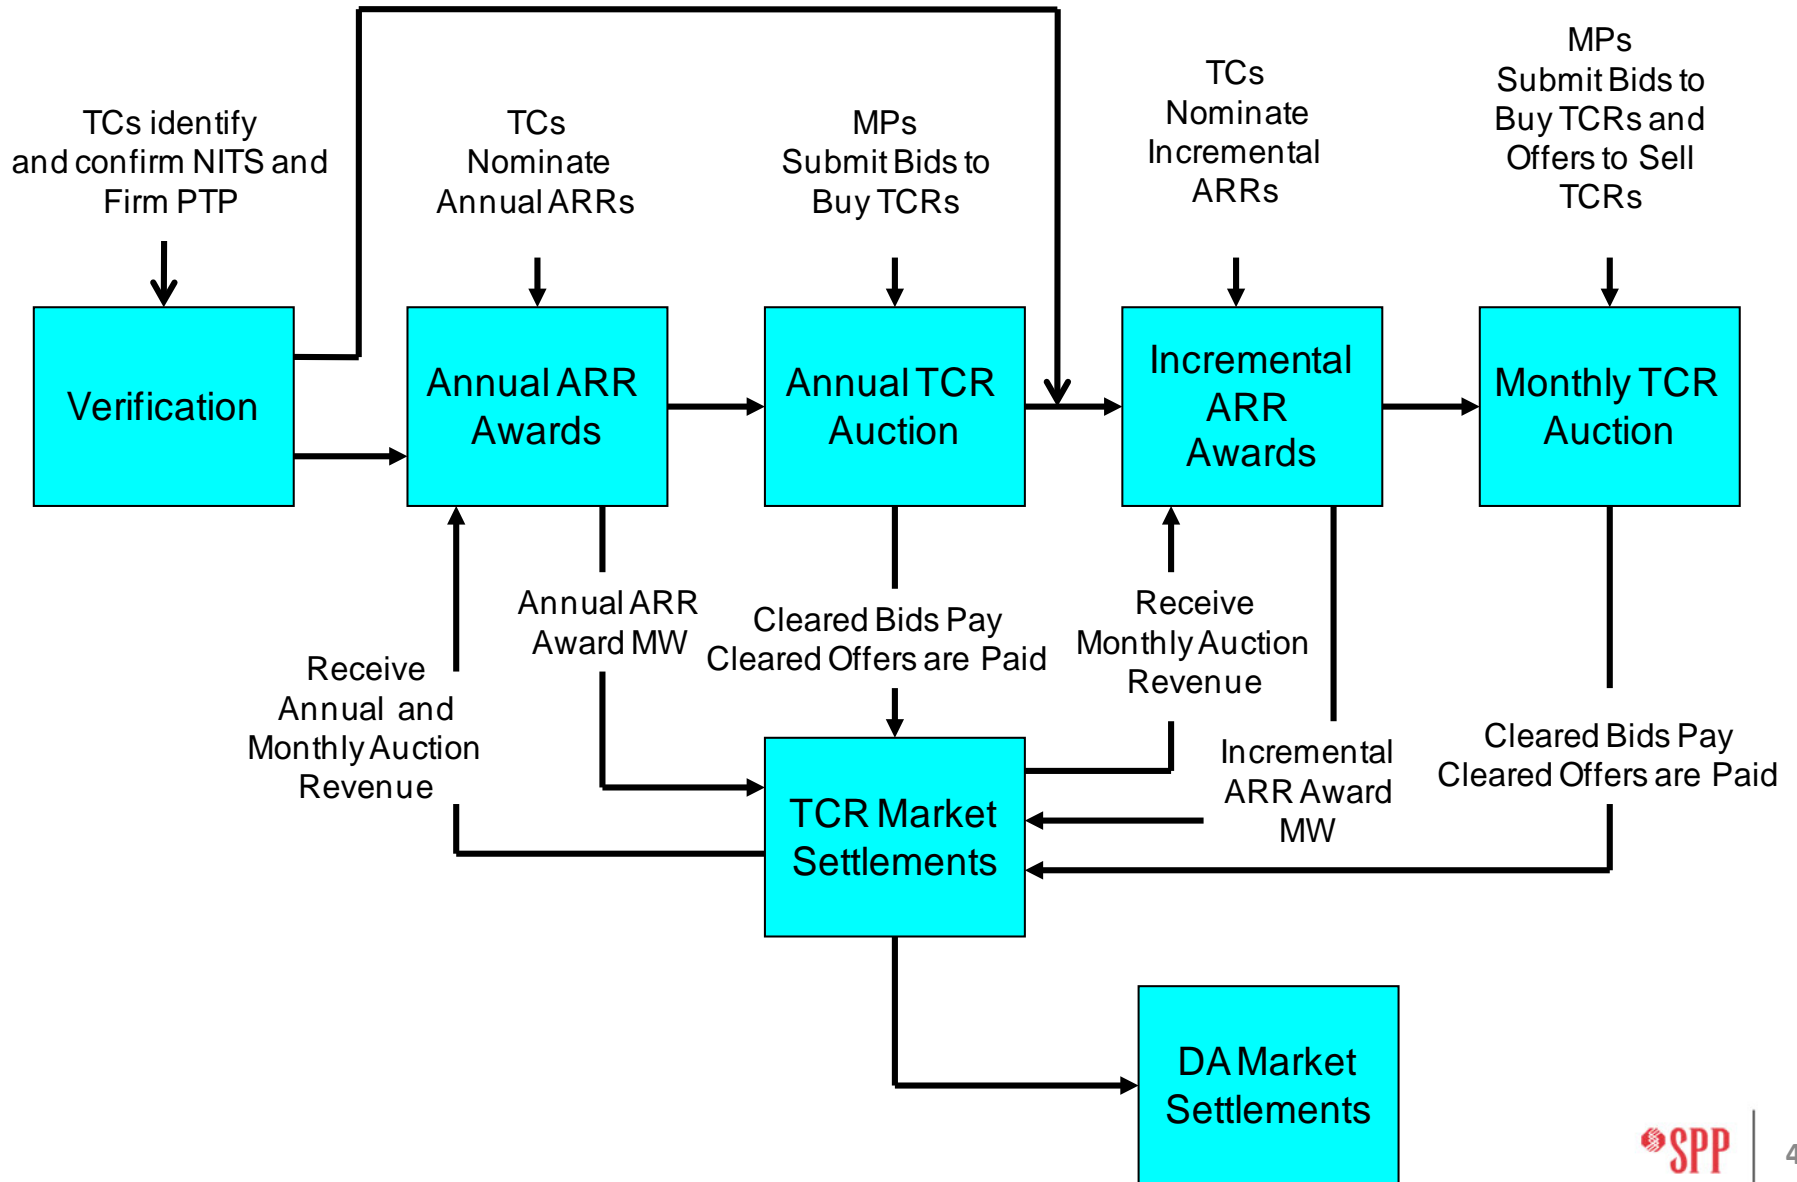 TCs identify
and confirm NITS and
Firm PTP
TCs
Nominate
Annual ARRs
MPs
Submit Bids to
Buy TCRs
TCs
Nominate
Incremental
ARRs
MPs
Submit Bids to
Buy TCRs and
Offers to Sell
TCRs
Verification
Annual ARR
Awards
Annual TCR
Auction
Incremental
ARR
Awards
Monthly TCR
Auction
Receive
Annual and
Monthly Auction
Revenue
Annual ARR
Award MW
Cleared Bids Pay
Cleared Offers are Paid
Receive
Monthly Auction
Revenue
Incremental
ARR Award
MW
Cleared Bids Pay
Cleared Offers are Paid
TCR Market
Settlements
DA Market
Settlements
SPP
4